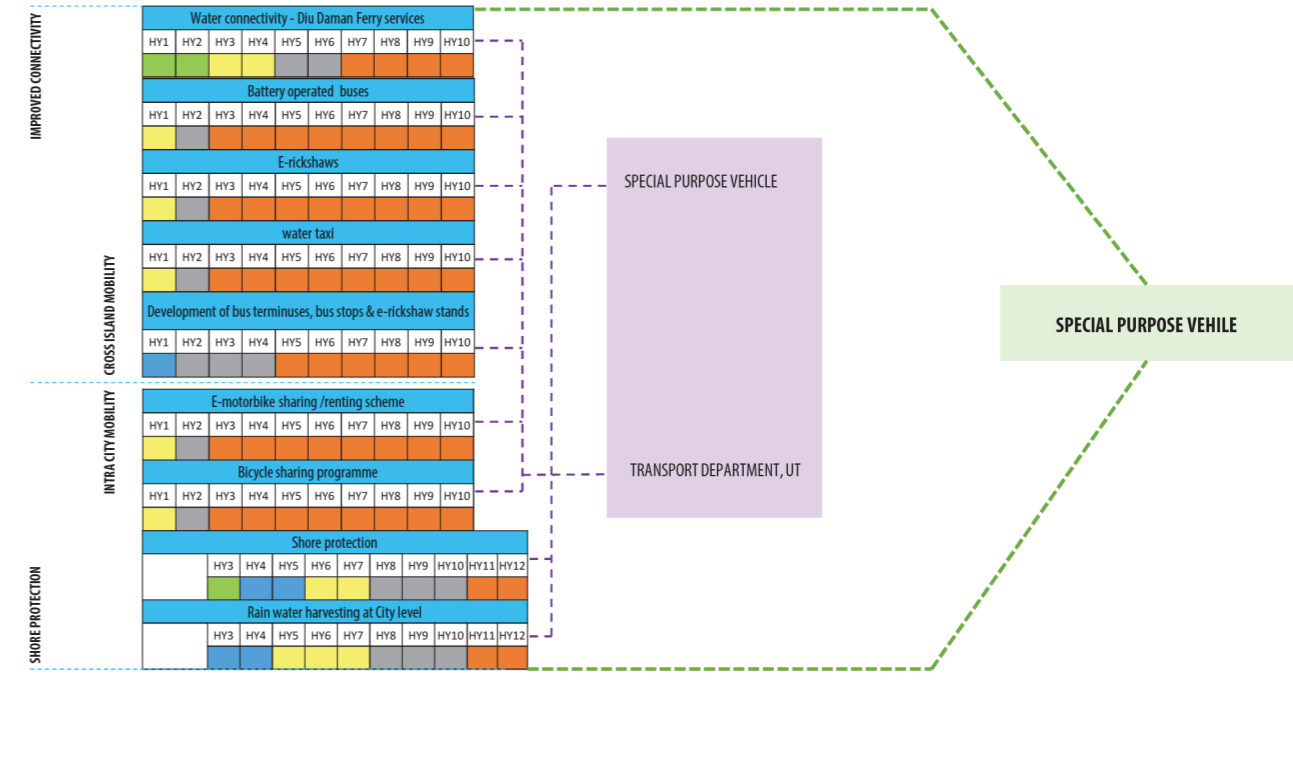 IMPROVED CONNECTIVITY
Water connectivity - Diu Daman Ferry services
HY1 HY2 HY3 HY4 HY5 HY6 HY7 HY8 HY9 HY10
Battery operated buses
HY1 HY2 HY3 HY4 HY5 HY6 HY7 HY8 HY9 HY10
E-rickshaws
HY1 HY2 HY3 HY4 HY5 HY6 HY7 HY8 HY9 HY10
CROSS ISLAND MOBILITY
water taxi
HY1 HY2 HY3 HY4 HY5 HY6 HY7 HY8 HY9 HY10
Development of bus terminuses, bus stops & e-rickshaw stands
HY1 HY2 HY3 HY4 HY5 HY6 HY7 HY8 HY9 HY10
INTRA CITY MOBILITY
E-motorbike sharing /renting scheme
HY1 HY2 HY3 HY4 HY5 HY6 HY7 HY8 HY9 HY10
Bicycle sharing programme
HY1 HY2 HY3 HY4 HY5 HY6 HY7 HY8 HY9 HY10
SHORE PROTECTION
Shore protection
HY3 HY4 HY5 HY6 HY7 HY8 HY9 HY10 HY11 HY12
Rain water harvesting at City level
HY3 HY4 HY5 HY6 HY7 HY8 HY9 HY10 HY11 HY12
SPECIAL PURPOSE VEHICLE
TRANSPORT DEPARTMENT, UT
SPECIAL PURPOSE VEHILE